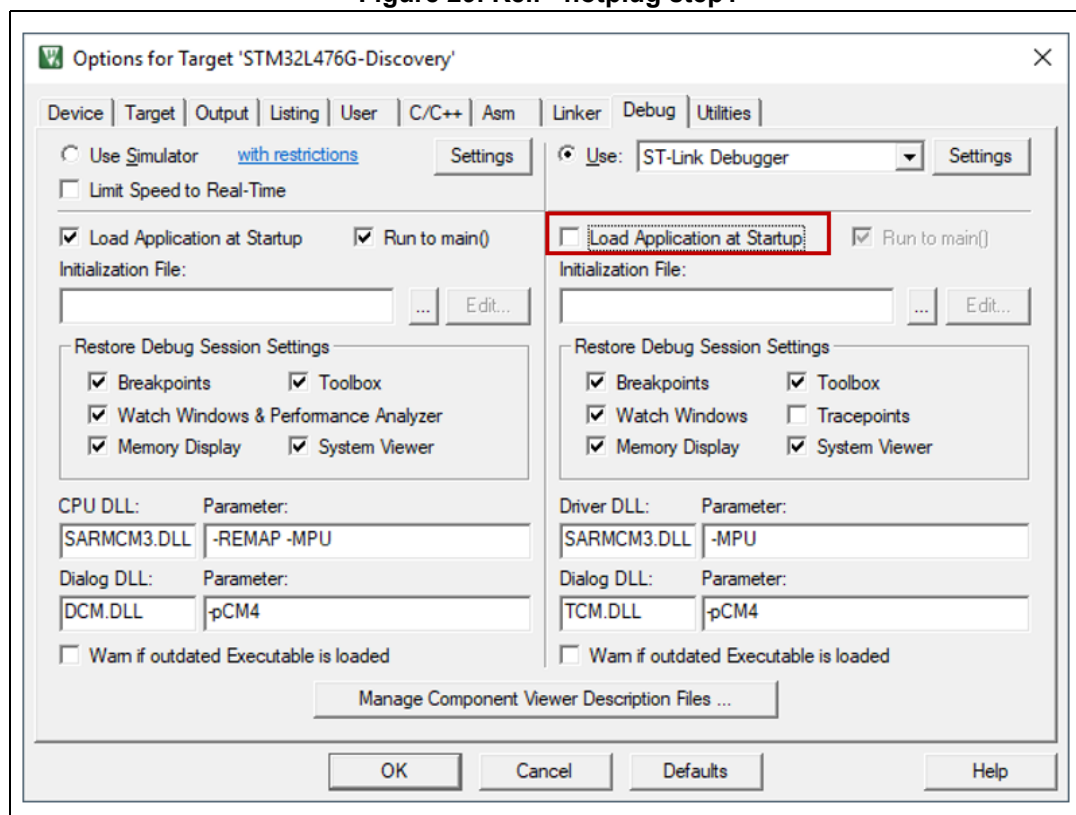 Options for Target 'STM32L476G-Discovery'
Device Target Output Listing User C/C++ Asm Linker Debug Utilities
Use Simulator with restrictions Settings
Limit Speed to Real-Time
Use: ST-Link Debugger Settings
Load Application at Startup Run to main()
Initialization File:
... Edit...
Load Application at Startup Run to main()
Initialization File:
... Edit...
Restore Debug Session Settings
Breakpoints Toolbox
Watch Windows & Performance Analyzer
Memory Display System Viewer
Restore Debug Session Settings
Breakpoints Toolbox
Watch Windows Tracepoints
Memory Display System Viewer
CPU DLL: Parameter:
SARMCM3.DLL -REMAP -MPU
Dialog DLL: Parameter:
DCM.DLL -pCM4
Warn if outdated Executable is loaded
Driver DLL: Parameter:
SARMCM3.DLL -MPU
Dialog DLL: Parameter:
TCM.DLL -pCM4
Warn if outdated Executable is loaded
Manage Component Viewer Description Files ...
OK Cancel Defaults Help